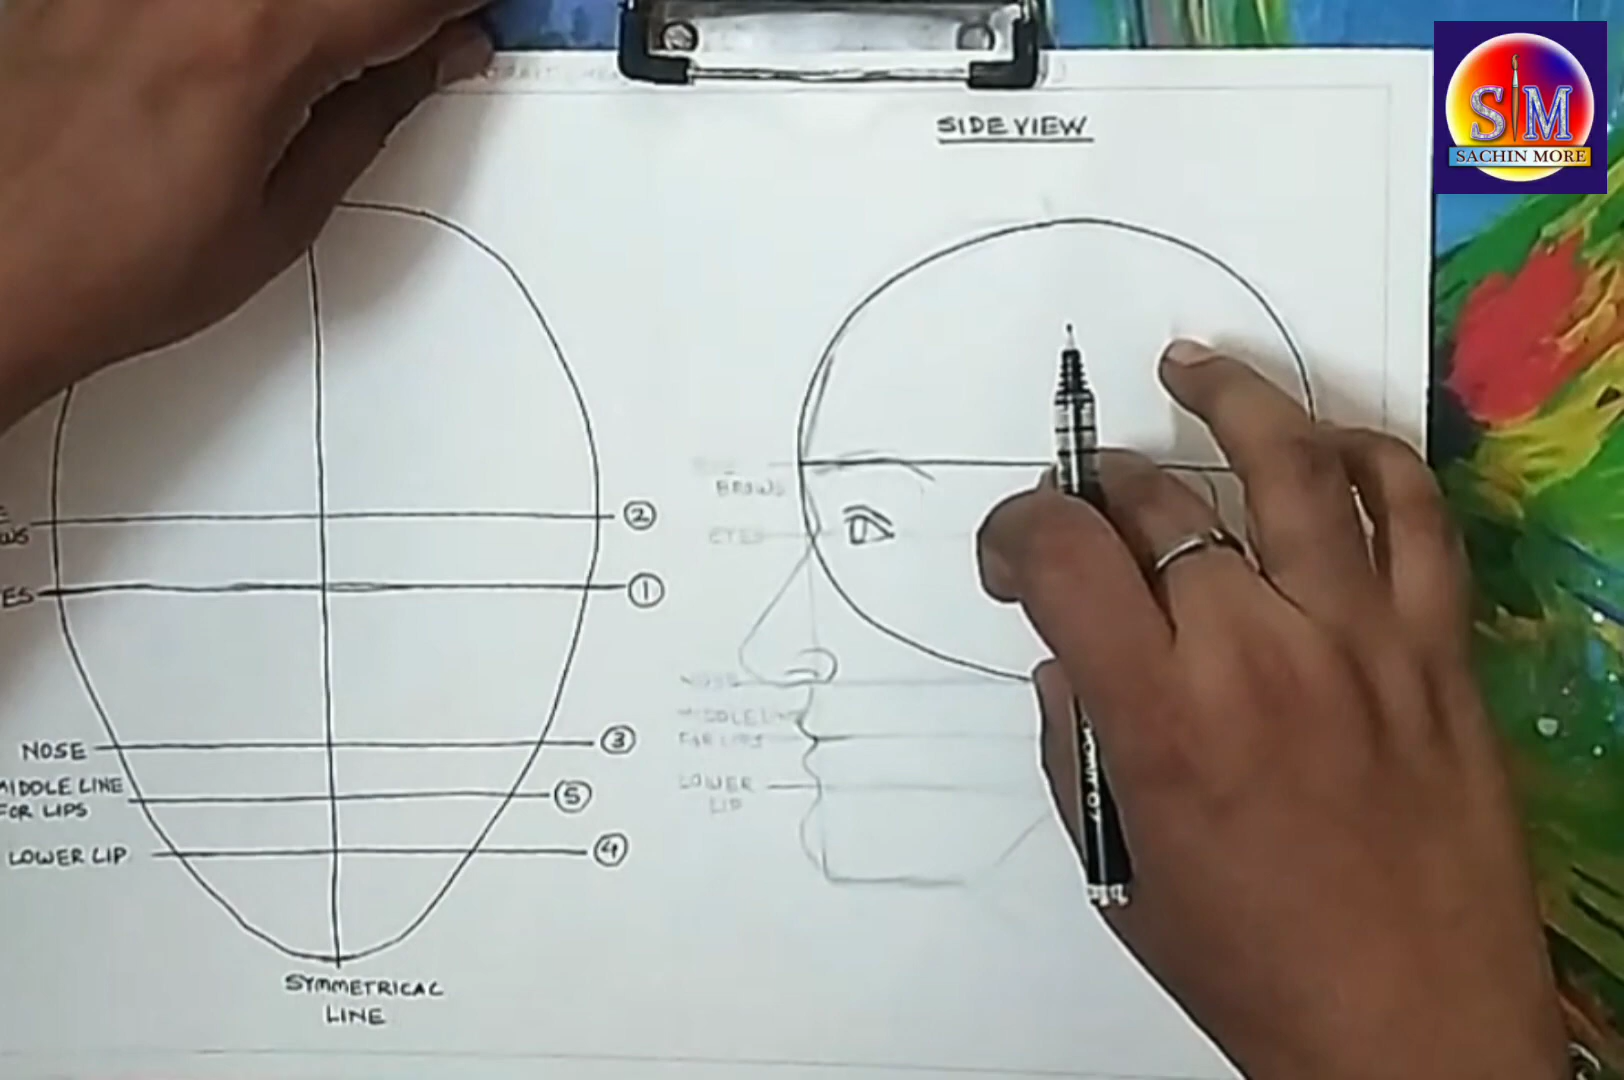 SIDE VIEW
SIM
SACHIN MORE
BROWS
EYES
2
1
ES
NOSE
3
MIDDLE LINE
FOR LIPS
5
LOWER LIP
4
NOSE
MIDDLE LINE
FOR LIPS
LOWER
LIP
SYMMETRICAL
LINE